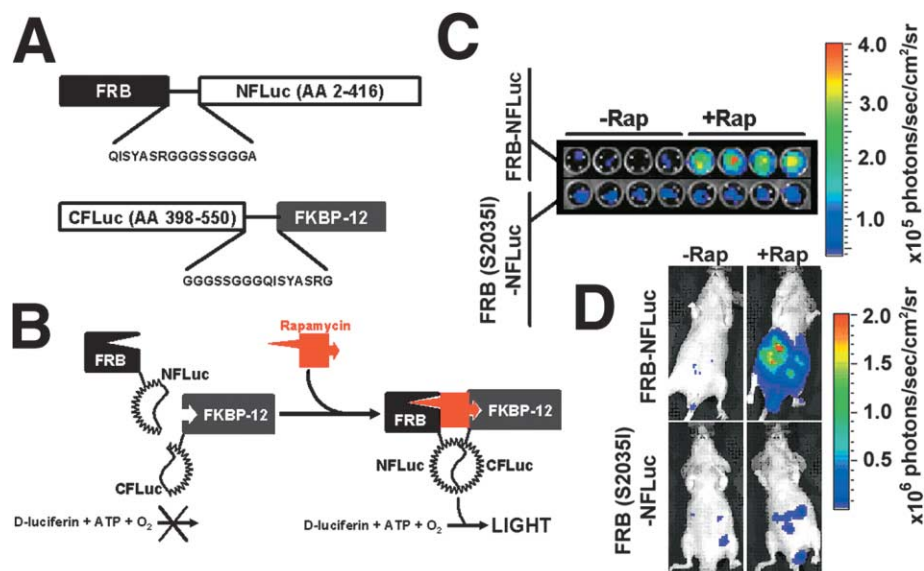 A
FRB
NFLuc (AA 2-416)
QISYASRGGGSSGGGA
CFLuc (AA 398-550)
FKBP-12
GGGSSGGGGQISYASRG
B
FRB
NFLuc
FKBP-12
CFLuc
D-luciferin + ATP + O₂
Rapamycin
FRB
FKBP-12
NFLuc
CFLuc
D-luciferin + ATP + O₂
LIGHT
C
-Rap
+Rap
FRB-NFLuc
FRB (S2035I)
-NFLuc
4.0
3.0
2.0
1.0
x10⁵ photons/sec/cm²/sr
D
-Rap
+Rap
FRB-NFLuc
FRB (S2035I)
-NFLuc
2.0
1.5
1.0
0.5
x10⁶ photons/sec/cm²/sr